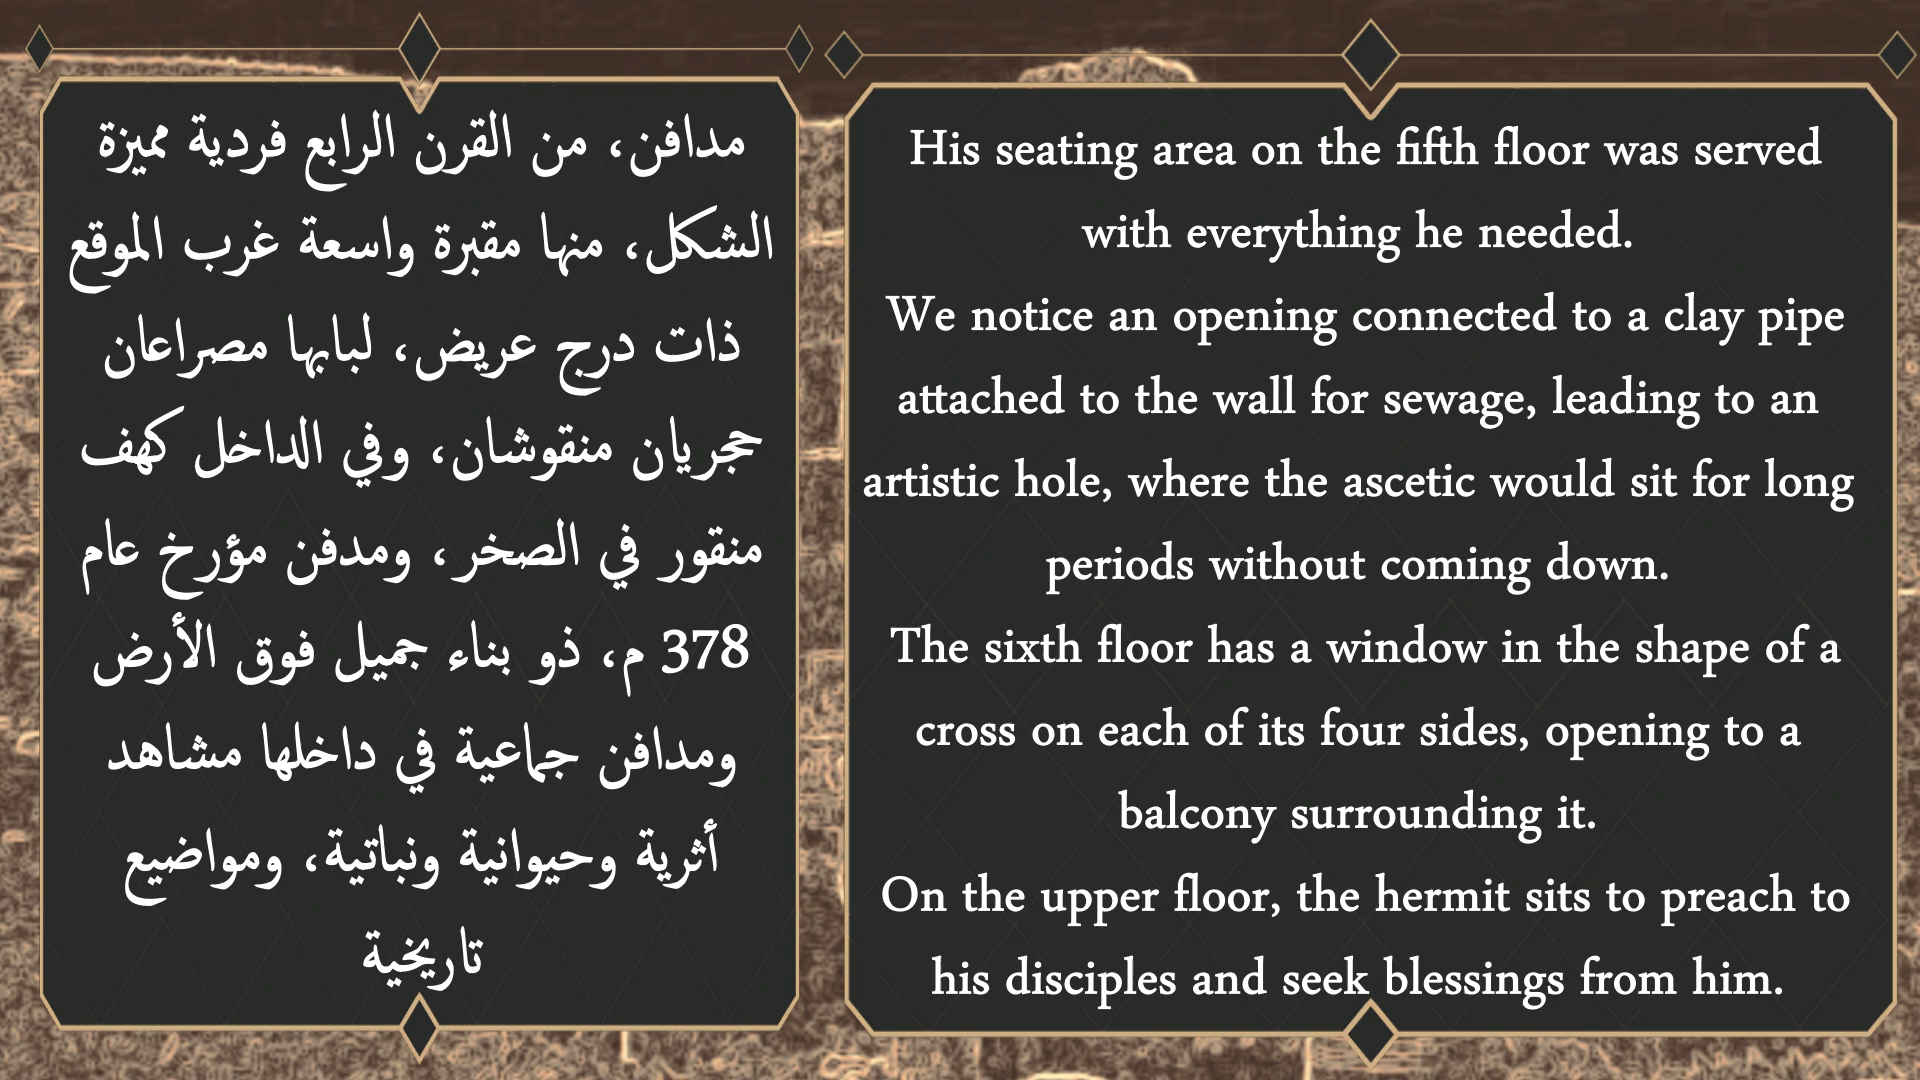 مدافن، من القرن الرابع فردية مميزة
الشكل، منها مقبرة واسعة غرب الموقع
ذات درج عريض، لبابها مصراعان
حجريان منقوشان، وفي الداخل كهف
منقور في الصخر، ومدفن مؤرخ عام
378 م، ذو بناء جميل فوق الأرض
ومدافن جماعية في داخلها مشاهد
أثرية وحيوانية ونباتية، ومواضيع
تاريخية
His seating area on the fifth floor was served
with everything he needed.
We notice an opening connected to a clay pipe
attached to the wall for sewage, leading to an
artistic hole, where the ascetic would sit for long
periods without coming down.
The sixth floor has a window in the shape of a
cross on each of its four sides, opening to a
balcony surrounding it.
On the upper floor, the hermit sits to preach to
his disciples and seek blessings from him.